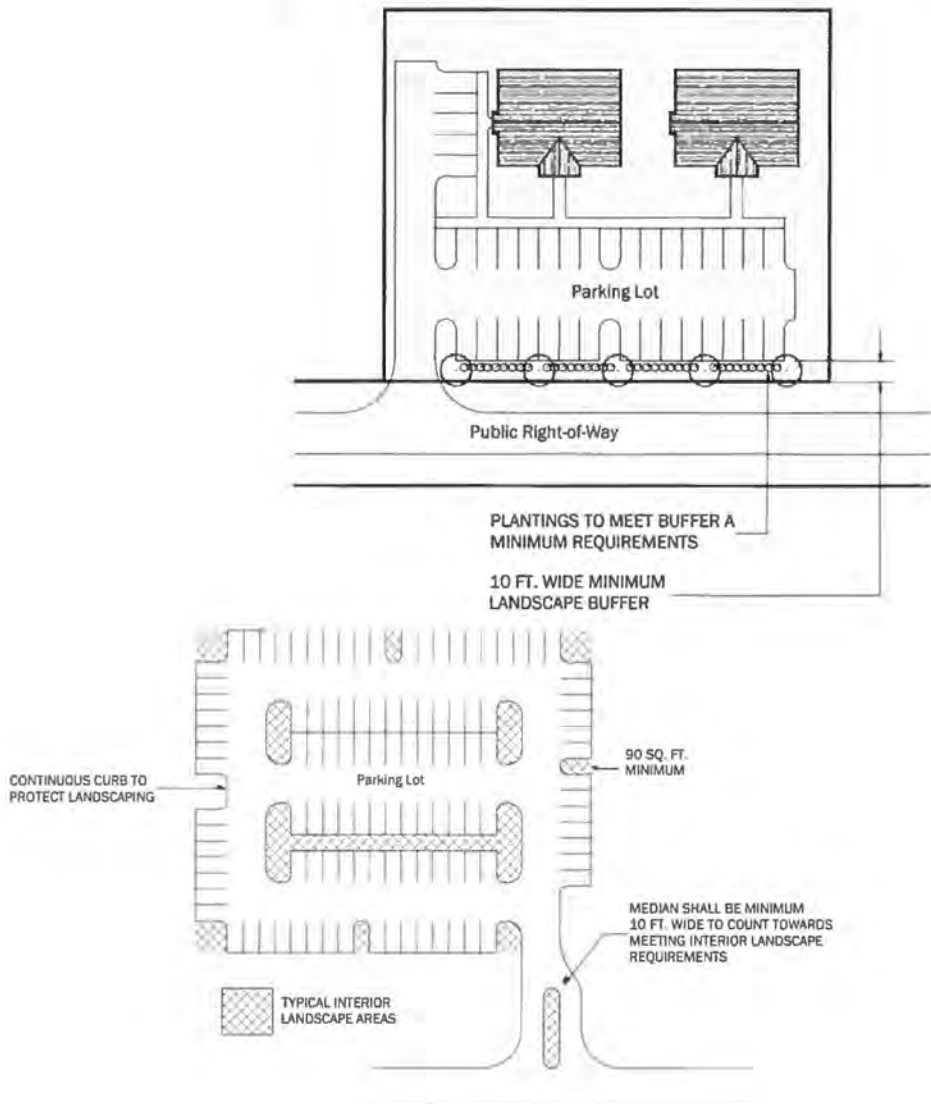 Parking Lot
Public Right-of-Way
PLANTINGS TO MEET BUFFER A
MINIMUM REQUIREMENTS
10 FT. WIDE MINIMUM
LANDSCAPE BUFFER
CONTINUOUS CURB TO
PROTECT LANDSCAPING
Parking Lot
90 SQ. FT.
MINIMUM
MEDIAN SHALL BE MINIMUM
10 FT. WIDE TO COUNT TOWARDS
MEETING INTERIOR LANDSCAPE
REQUIREMENTS
TYPICAL INTERIOR
LANDSCAPE AREAS